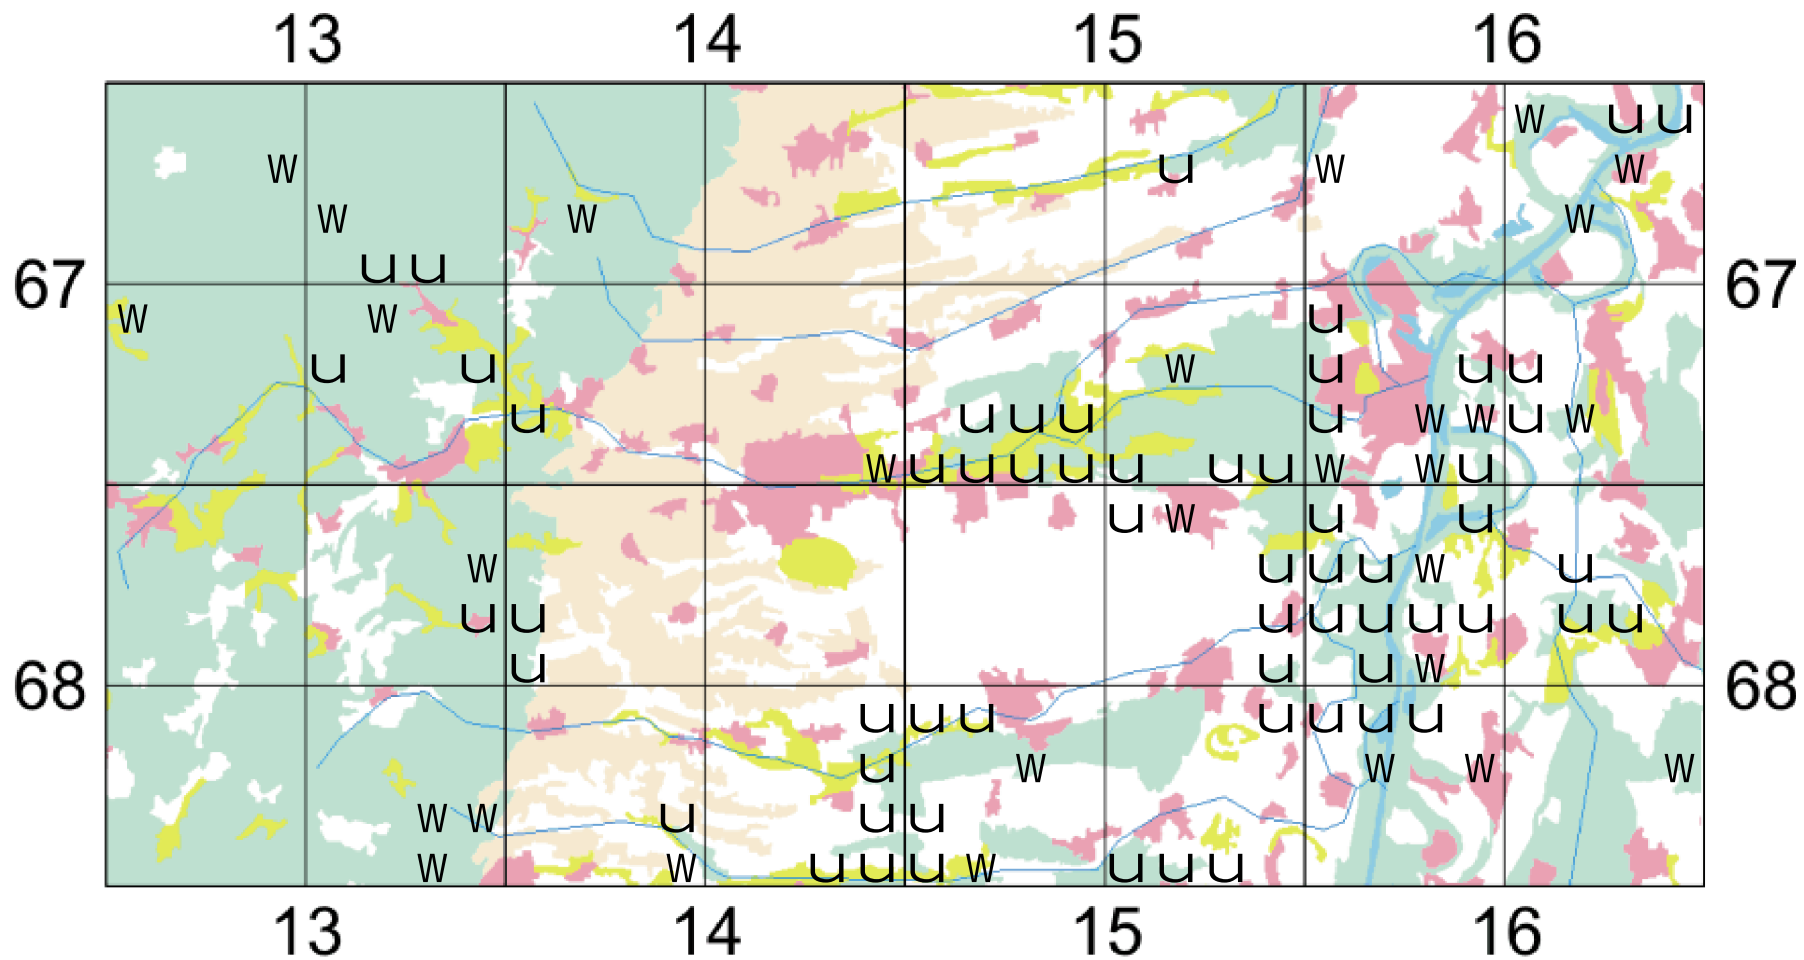 13 14 15 16
W u u
W u W W
W W W
67 u u 67
W W u
u u W u u u
u u u u u W W u W
W u u u u u u u W W u
u W u u
W u u u W u
u u u u u u u u u
68 u u u W 68
u u u u u u u
u W W W W
W W u u u
W W u u u W u u u
13 14 15 16